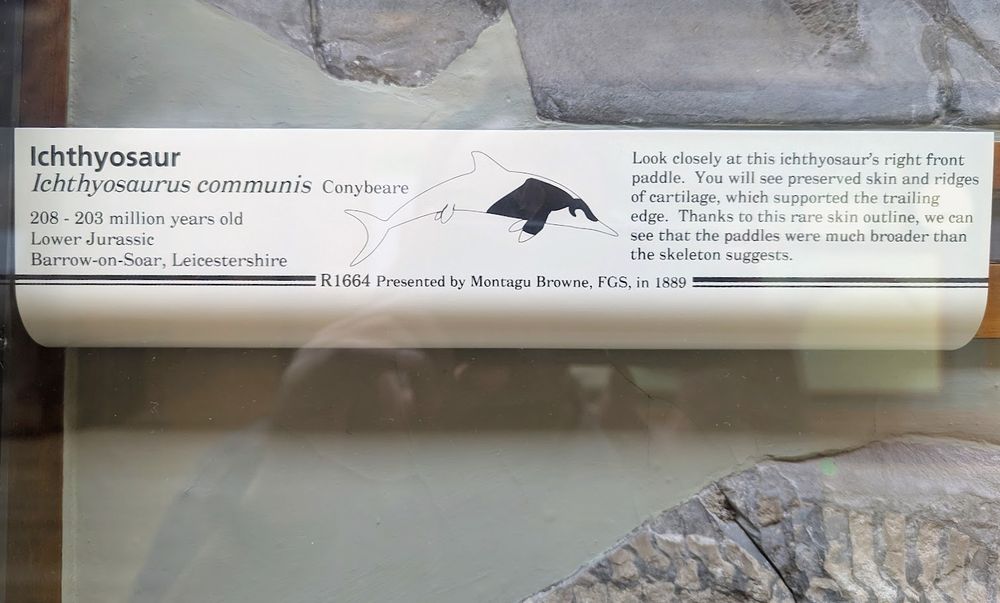 Ichthyosaur
Ichthyosaurus communis Conybeare
208 - 203 million years old
Lower Jurassic
Barrow-on-Soar, Leicestershire
Look closely at this ichthyosaur's right front
paddle. You will see preserved skin and ridges
of cartilage, which supported the trailing
edge. Thanks to this rare skin outline, we can
see that the paddles were much broader than
the skeleton suggests.
R1664 Presented by Montagu Browne, FGS, in 1889